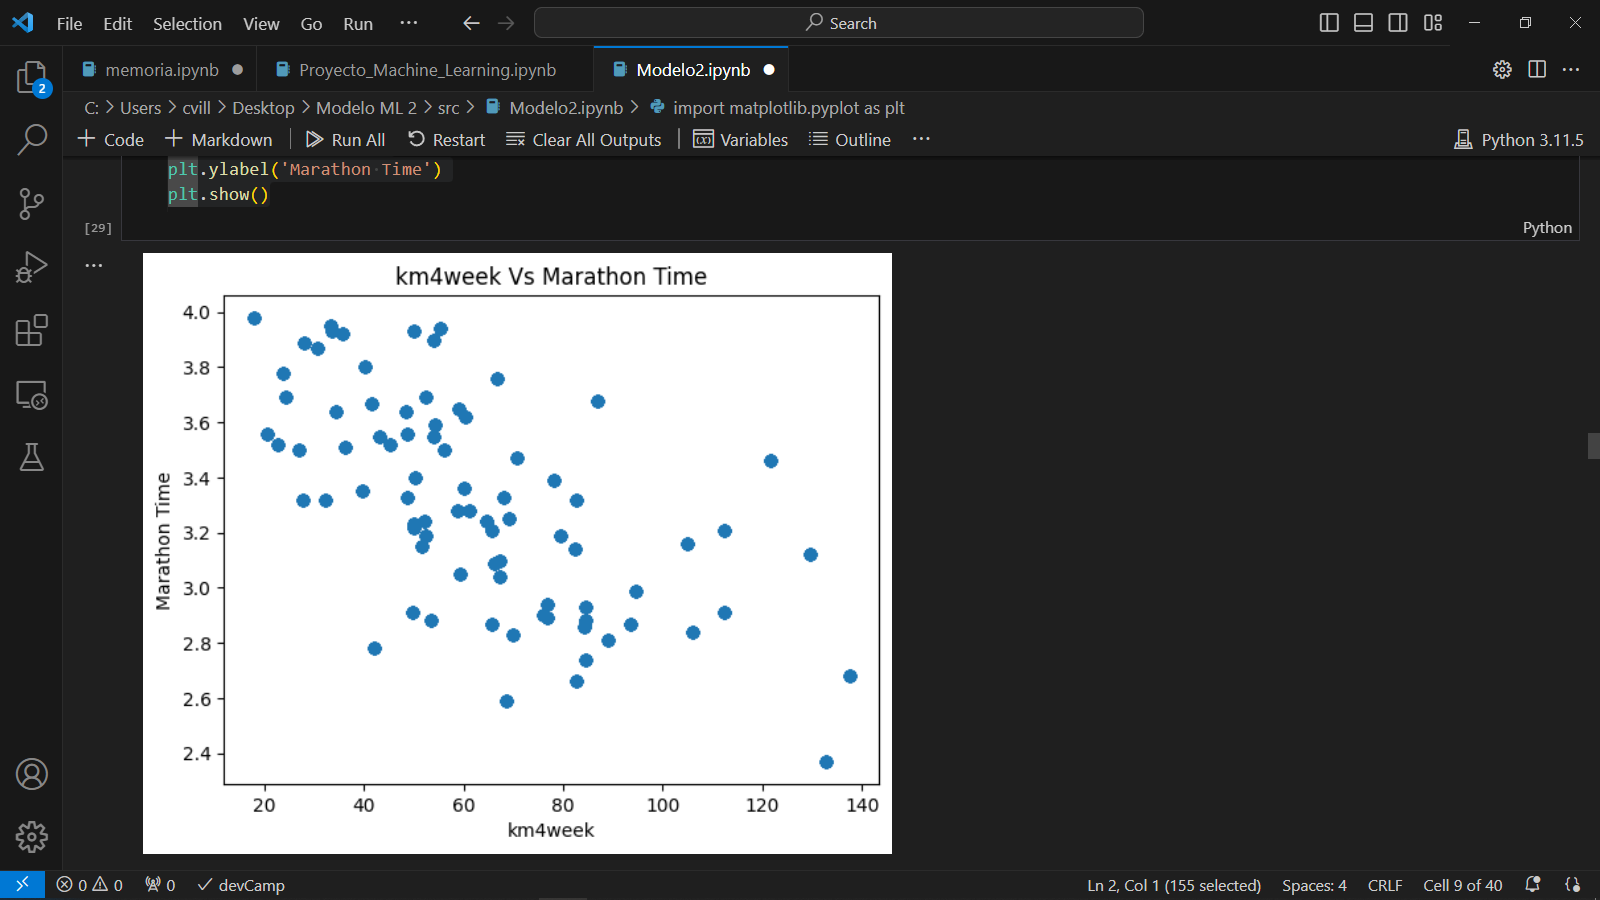 File Edit Selection View Go Run ··· Search
memoria.ipynb Proyecto_Machine_Learning.ipynb Modelo2.ipynb
C: > Users > cvill > Desktop > Modelo ML 2 > src > Modelo2.ipynb > import matplotlib.pyplot as plt
+ Code + Markdown Run All Restart Clear All Outputs Variables Outline ··· Python 3.11.5
2
plt.ylabel('Marathon Time')
plt.show()
[29] Python
km4week Vs Marathon Time
4.0
3.8
3.6
3.4
3.2
3.0
2.8
2.6
2.4
Marathon Time
20 40 60 80 100 120 140
km4week
0 0 0 devCamp Ln 2, Col 1 (155 selected) Spaces: 4 CRLF Cell 9 of 40